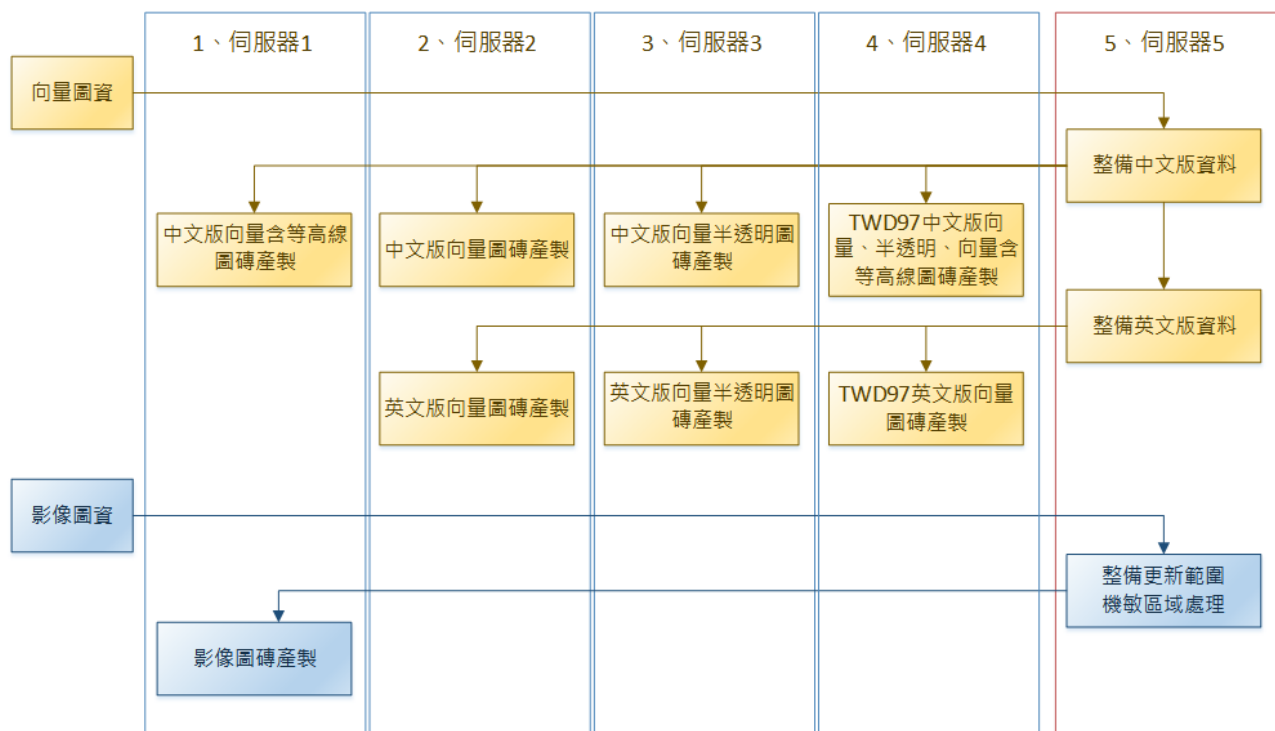 1、伺服器1
2、伺服器2
3、伺服器3
4、伺服器4
5、伺服器5
向量圖資
整備中文版資料
中文版向量含等高線
圖磚產製
中文版向量圖磚產製
中文版向量半透明圖
磚產製
TWD97中文版向
量、半透明、向量含
等高線圖磚產製
整備英文版資料
英文版向量圖磚產製
英文版向量半透明圖
磚產製
TWD97英文版向量
圖磚產製
影像圖資
整備更新範圍
機敏區域處理
影像圖磚產製